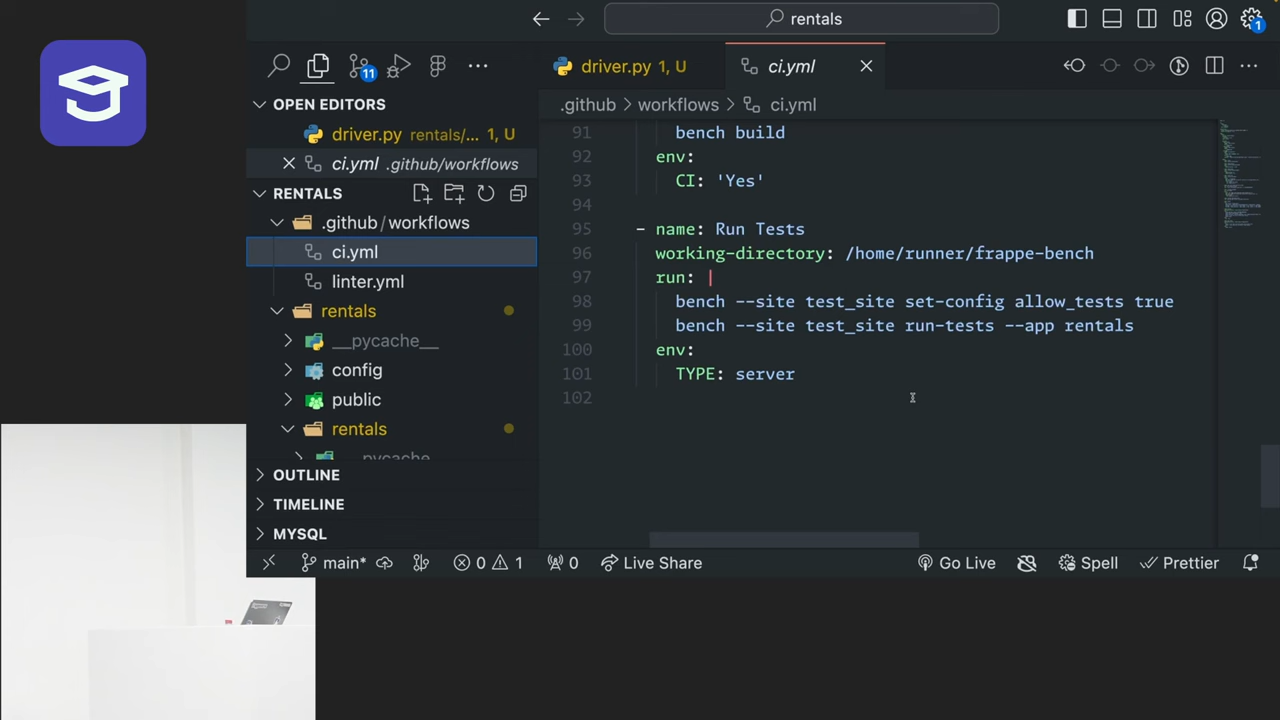 rentals
1
11
driver.py 1, U
ci.yml
OPEN EDITORS
driver.py rentals/... 1, U
ci.yml .github/workflows
RENTALS
.github/workflows
ci.yml
linter.yml
rentals
__pycache__
config
public
rentals
__pycache__
OUTLINE
TIMELINE
MYSQL
.github > workflows > ci.yml
91 bench build
92 env:
93 CI: 'Yes'
94
95 - name: Run Tests
96 working-directory: /home/runner/frappe-bench
97 run: |
98 bench --site test_site set-config allow_tests true
99 bench --site test_site run-tests --app rentals
100 env:
101 TYPE: server
102
main* 0 1 0 Live Share Go Live Spell Prettier